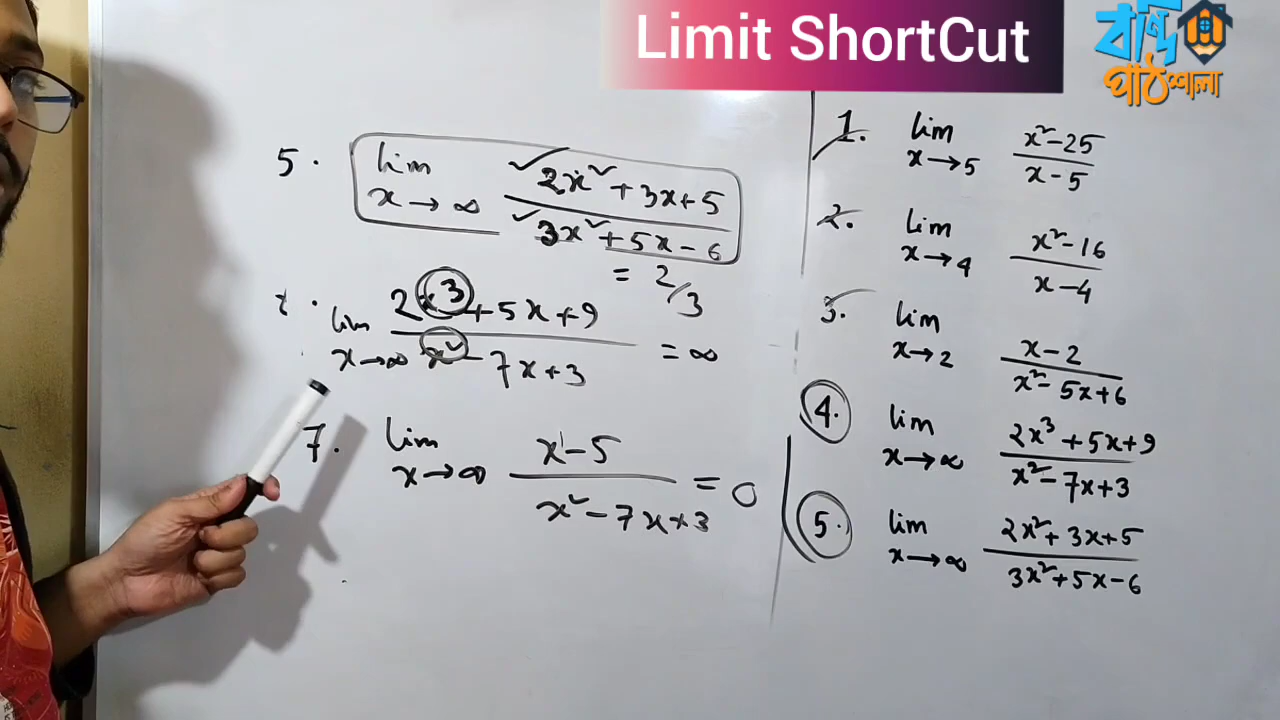 Limit ShortCut
বন্দি
পাঠশালা
5. lim x→∞ 2x²+3x+5 / 3x²+5x-6
= 2/3
lim x→∞ 2x3+5x+9 / x²-7x+3 = ∞
7. lim x→∞ x¹-5 / x²-7x+3 = 0
1. lim x→5 x²-25 / x-5
2. lim x→4 x²-16 / x-4
3. lim x→2 x-2 / x²-5x+6
4. lim x→∞ 2x³+5x+9 / x²-7x+3
5. lim x→∞ 2x²+3x+5 / 3x²+5x-6